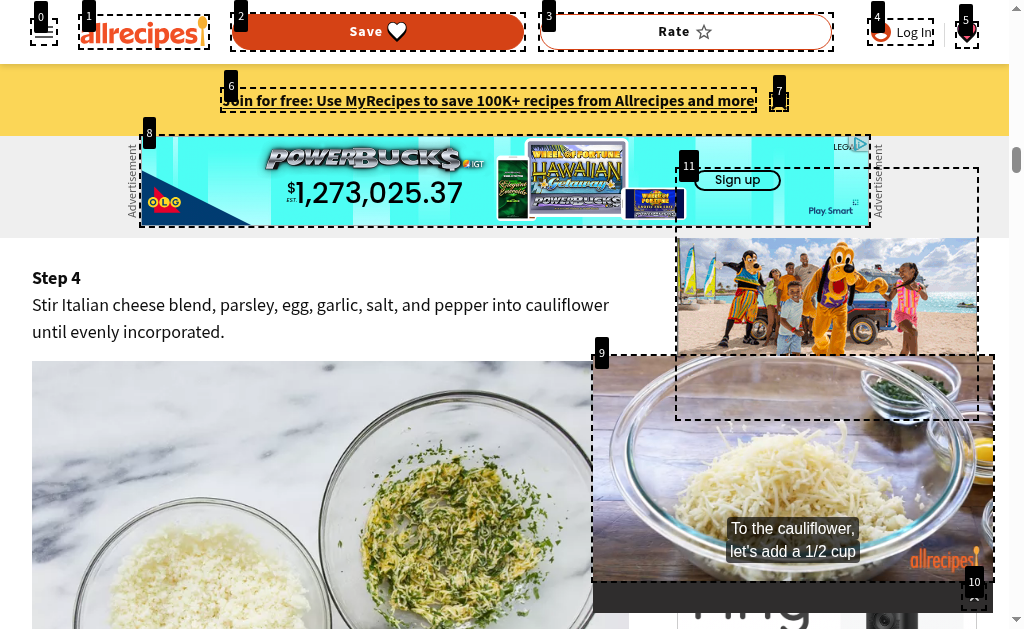 0
1
2
3
4
5
allrecipes
Save
Rate
Log In
6
7
Join for free: Use MyRecipes to save 100K+ recipes from Allrecipes and more
8
Advertisement
POWERBUCKS
IGT
EST.
$1,273,025.37
OLG
WHEEL OF FORTUNE
HAWAIIAN
Getaway
POWERBUCKS
LEGAL
Play Smart
Advertisement
11
Sign up
Step 4
Stir Italian cheese blend, parsley, egg, garlic, salt, and pepper into cauliflower
until evenly incorporated.
9
To the cauliflower,
let's add a 1/2 cup
allrecipes
10